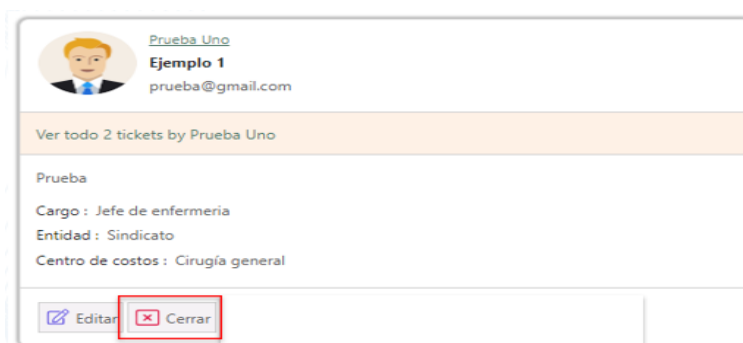 Prueba Uno
Ejemplo 1
prueba@gmail.com
Ver todo 2 tickets by Prueba Uno
Prueba
Cargo : Jefe de enfermeria
Entidad : Sindicato
Centro de costos : Cirugía general
Editar Cerrar